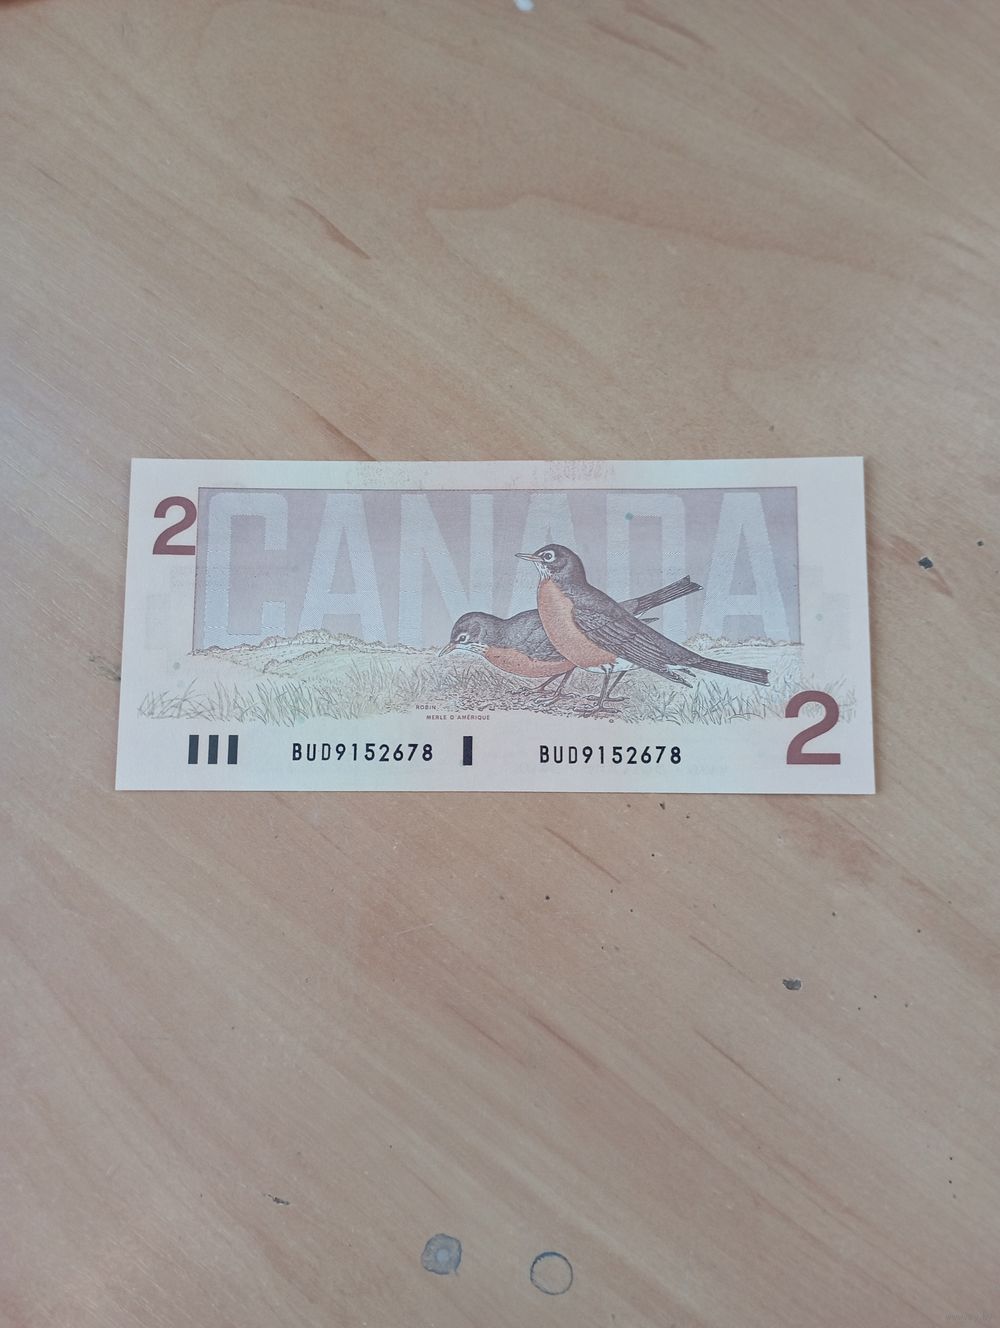 2
CANADA
ROBIN
MERLE D'AMÉRIQUE
BUD9152678 BUD9152678
2